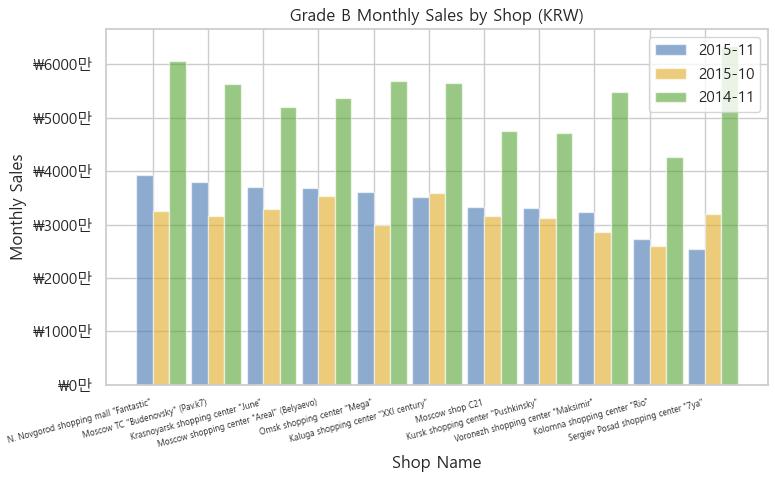 Grade B Monthly Sales by Shop (KRW)
2015-11
2015-10
2014-11
Monthly Sales
₩6000만
₩5000만
₩4000만
₩3000만
₩2000만
₩1000만
₩0만
N. Novgorod shopping mall "Fantastic"
Moscow TC "Budenovsky" (Pav.k7)
Krasnoyarsk shopping center "June"
Moscow shopping center "Areal" (Belyaevo)
Omsk shopping center "Mega"
Kaluga shopping center "XXI century"
Moscow shop C21
Kursk shopping center "Pushkinsky"
Voronezh shopping center "Maksimir"
Kolomna shopping center "Rio"
Sergiev Posad shopping center "7ya"
Shop Name